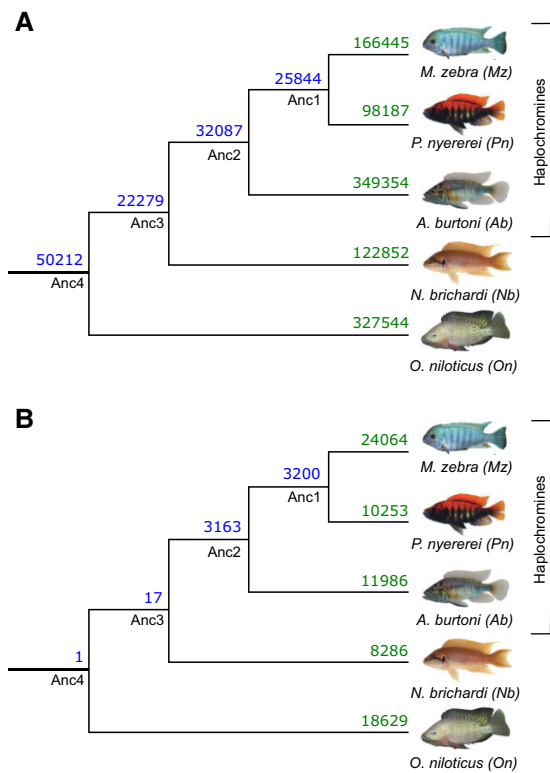 A
166445
M. zebra (Mz)
25844
Anc1
98187
P. nyererei (Pn)
32087
Anc2
349354
A. burtoni (Ab)
Haplochromines
22279
Anc3
122852
N. brichardi (Nb)
50212
Anc4
327544
O. niloticus (On)
B
24064
M. zebra (Mz)
3200
Anc1
10253
P. nyererei (Pn)
3163
Anc2
11986
A. burtoni (Ab)
Haplochromines
17
Anc3
8286
N. brichardi (Nb)
1
Anc4
18629
O. niloticus (On)